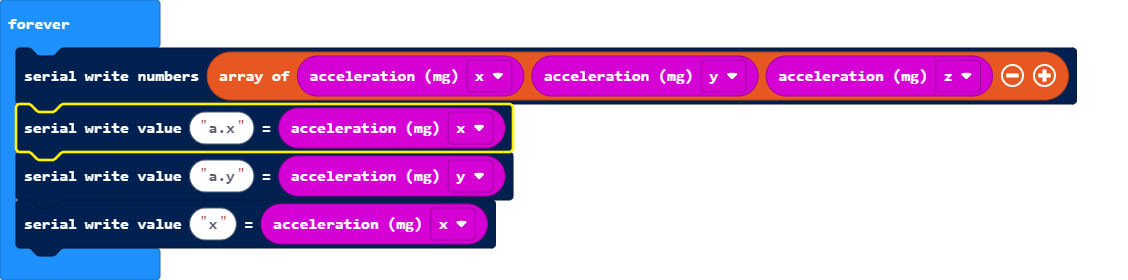 forever
serial write numbers array of acceleration (mg) x acceleration (mg) y acceleration (mg) z
serial write value "a.x" = acceleration (mg) x
serial write value "a.y" = acceleration (mg) y
serial write value "x" = acceleration (mg) x